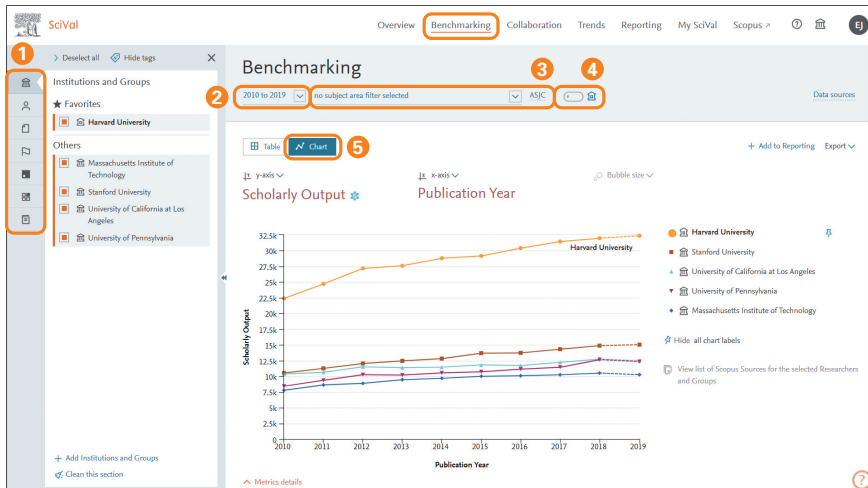 SciVal
Overview Benchmarking Collaboration Trends Reporting My SciVal Scopus ↗ ? EJ
1
> Deselect all Hide tags X
Institutions and Groups
★ Favorites
Harvard University
Others
Massachusetts Institute of
Technology
Stanford University
University of California at Los
Angeles
University of Pennsylvania
+ Add Institutions and Groups
Clean this section
Benchmarking
2 3 4
2010 to 2019 no subject area filter selected ASJC
Data sources
Table Chart 5
+ Add to Reporting Export
y-axis x-axis Bubble size
Scholarly Output Publication Year
Scholarly Output
32.5k
30k
27.5k
25k
22.5k
20k
17.5k
15k
12.5k
10k
7.5k
5k
2.5k
0
Harvard University
2010 2011 2012 2013 2014 2015 2016 2017 2018 2019
Publication Year
Harvard University
Stanford University
University of California at Los Angeles
University of Pennsylvania
Massachusetts Institute of Technology
Hide all chart labels
View list of Scopus Sources for the selected Researchers
and Groups
Metrics details
?